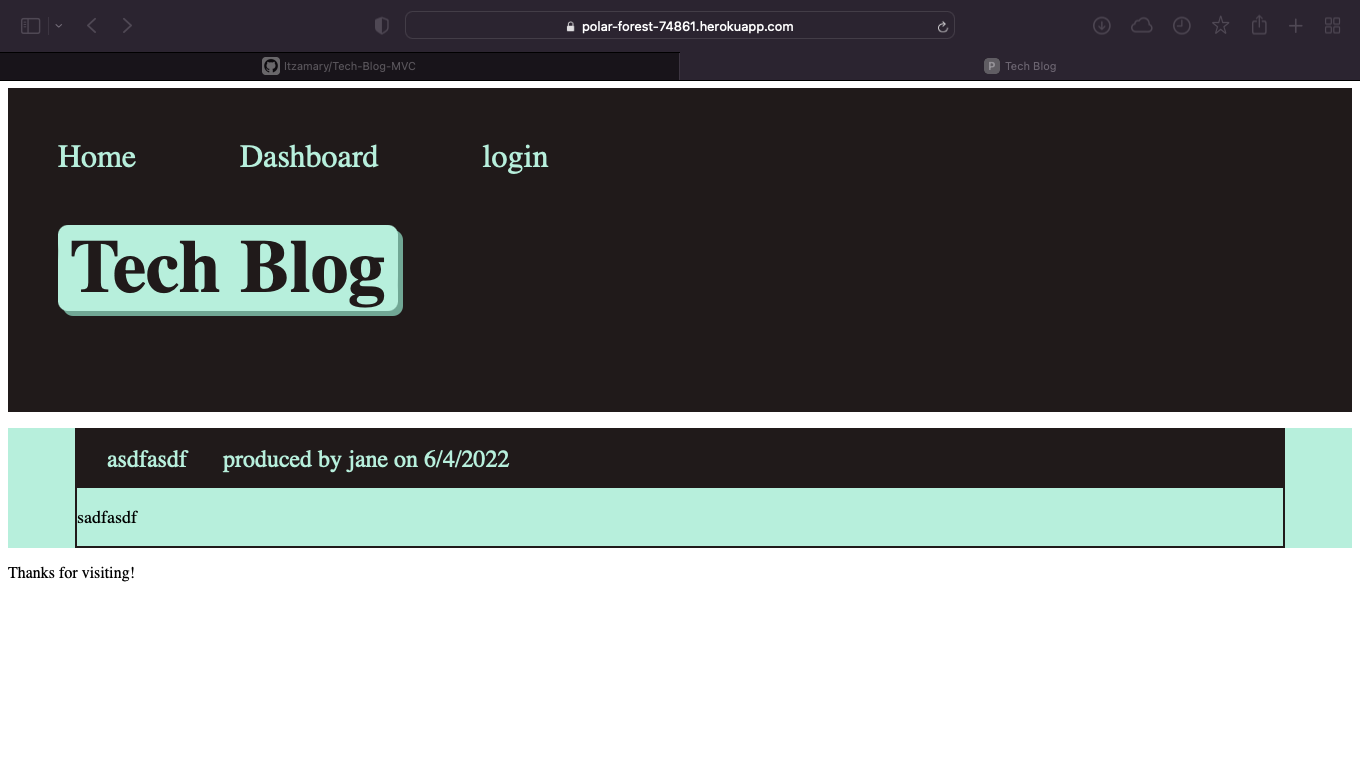 polar-forest-74861.herokuapp.com
Itzamary/Tech-Blog-MVC
P Tech Blog
Home Dashboard login
Tech Blog
asdfasdf produced by jane on 6/4/2022
sadfasdf
Thanks for visiting!